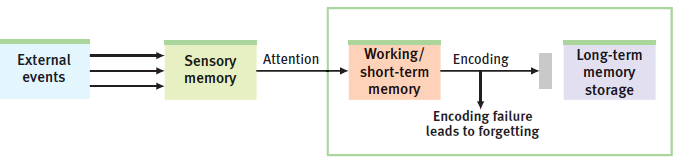 External
events
Sensory
memory
Attention
Working/
short-term
memory
Encoding
Long-term
memory
storage
Encoding failure
leads to forgetting